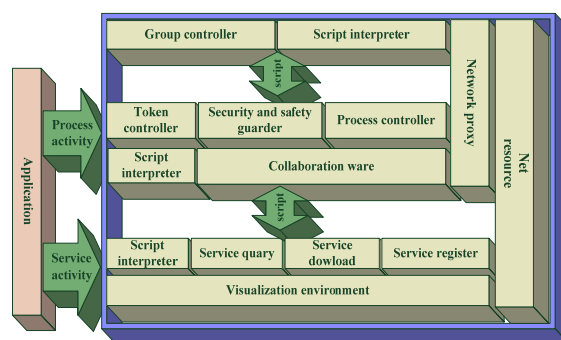 Group controller
Script interpreter
script
Token
controller
Security and safety
guarder
Process controller
Process
activity
Script
interpreter
Collaboration ware
Network proxy
Net
resource
Application
script
Service
activity
Script
interpreter
Service quary
Service
dowload
Service register
Visualization environment